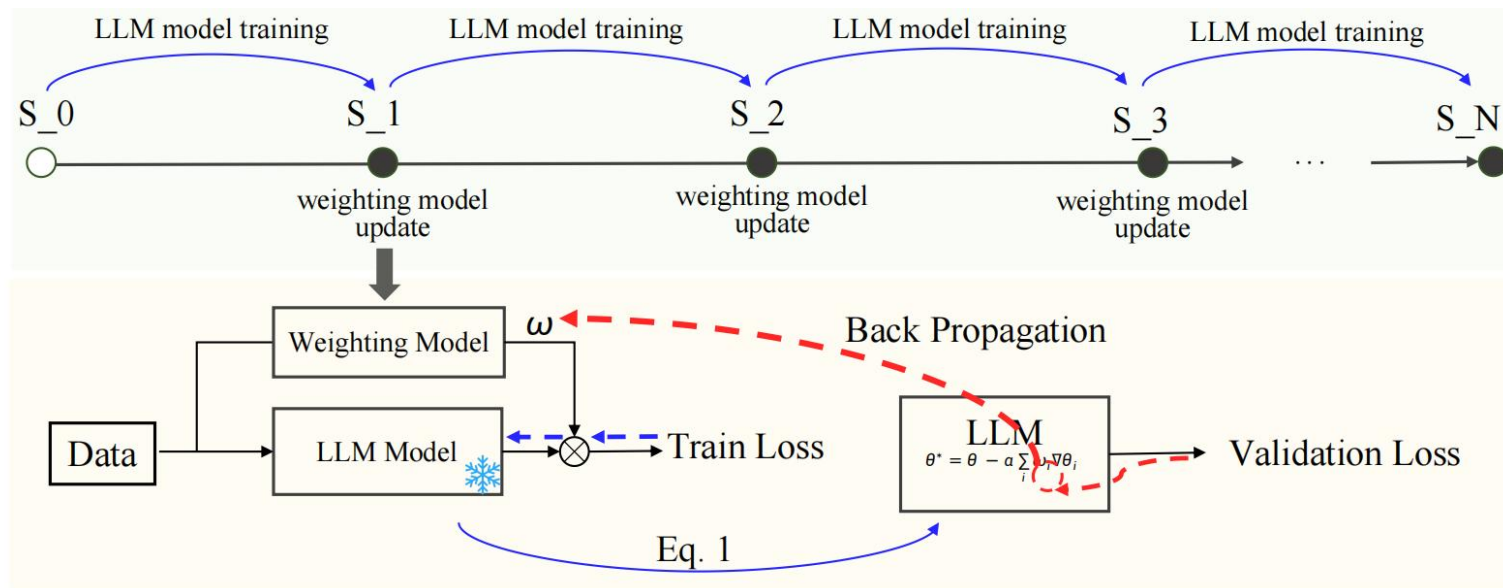 LLM model training
LLM model training
LLM model training
LLM model training
S_0
S_1
S_2
S_3
S_N
...
weighting model
update
weighting model
update
weighting model
update
Weighting Model
ω
Back Propagation
Data
LLM Model
Train Loss
LLM
θ* = θ − α ∑ ω_i ∇θ_i
i
Validation Loss
Eq. 1